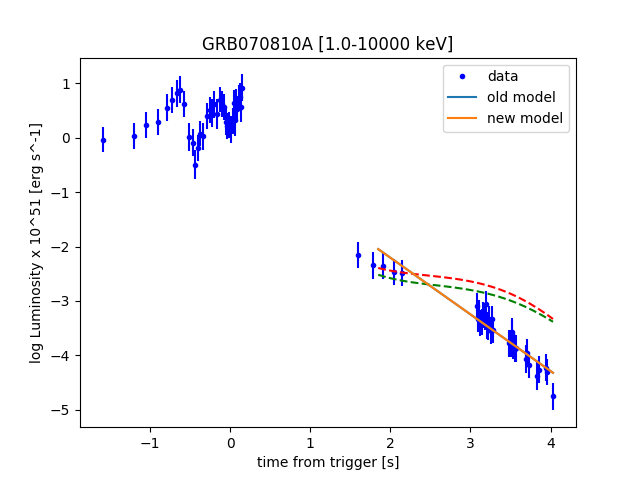 GRB070810A [1.0-10000 keV]
data
old model
new model
1
0
−1
−2
−3
−4
−5
log Luminosity x 10^51 [erg s^-1]
−1
0
1
2
3
4
time from trigger [s]